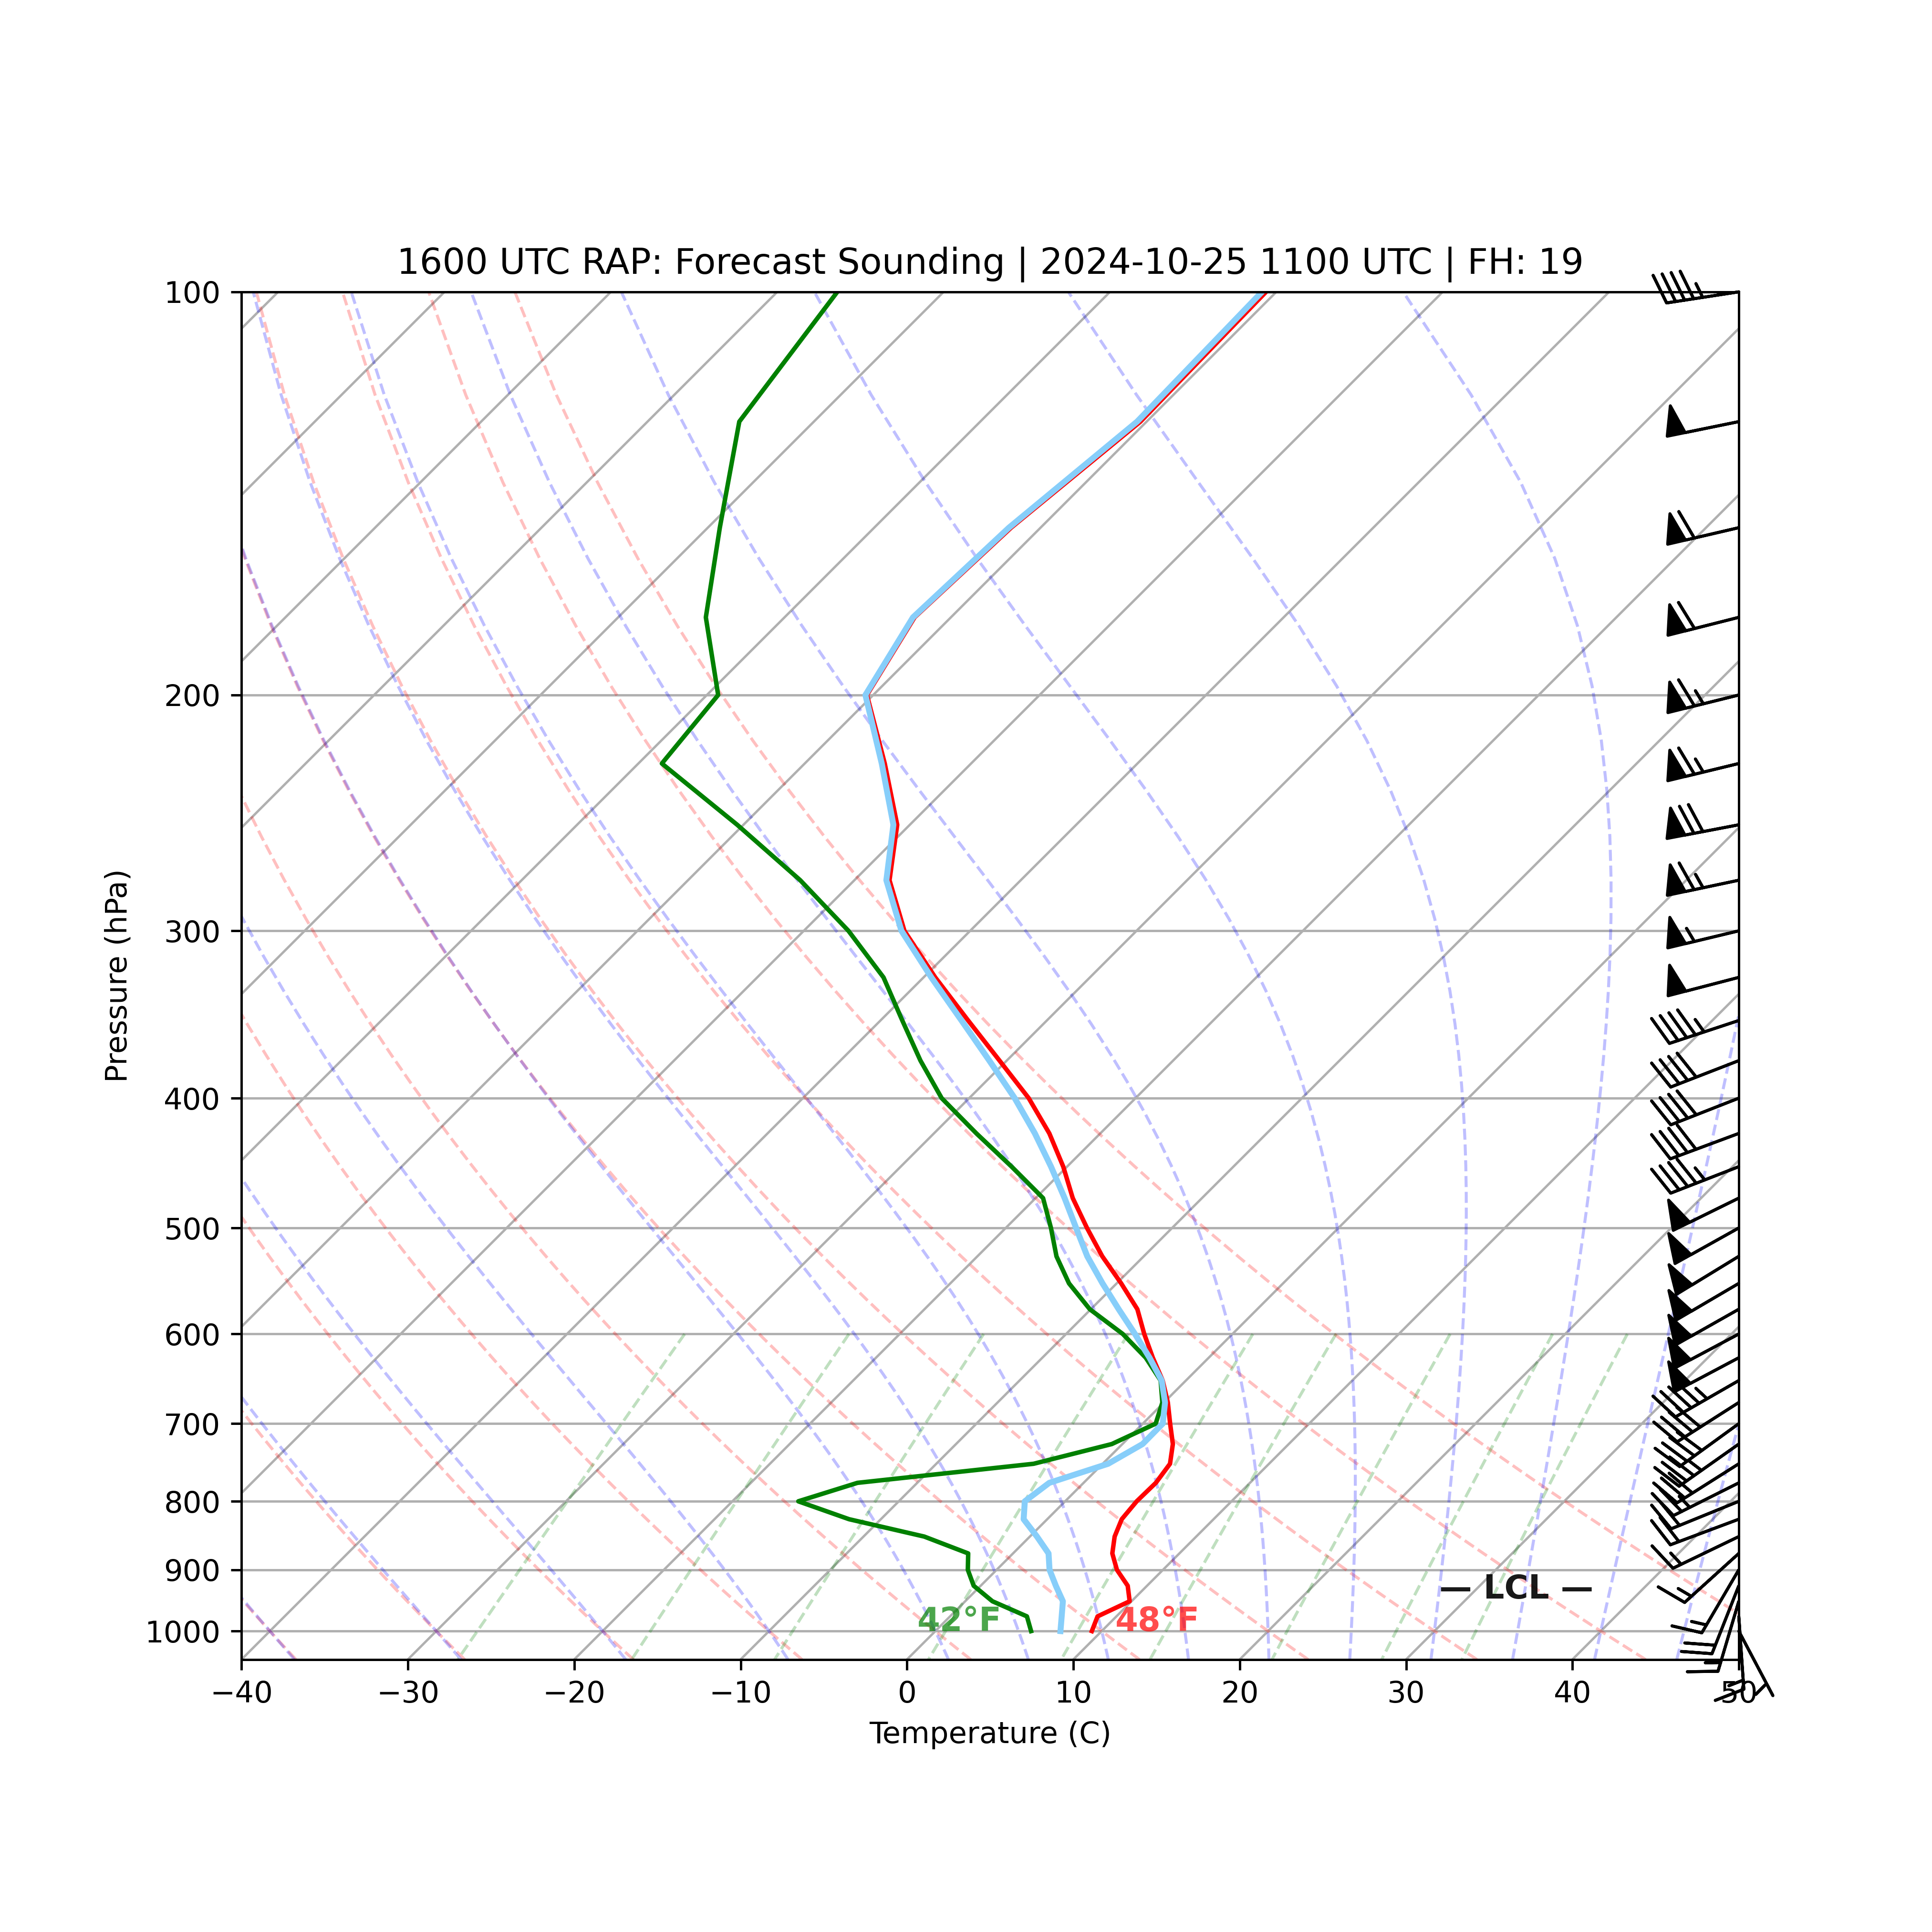 1600 UTC RAP: Forecast Sounding | 2024-10-25 1100 UTC | FH: 19
100
200
300
400
500
600
700
800
900
1000
Pressure (hPa)
— LCL —
42°F
48°F
−40 −30 −20 −10 0 10 20 30 40 50
Temperature (C)